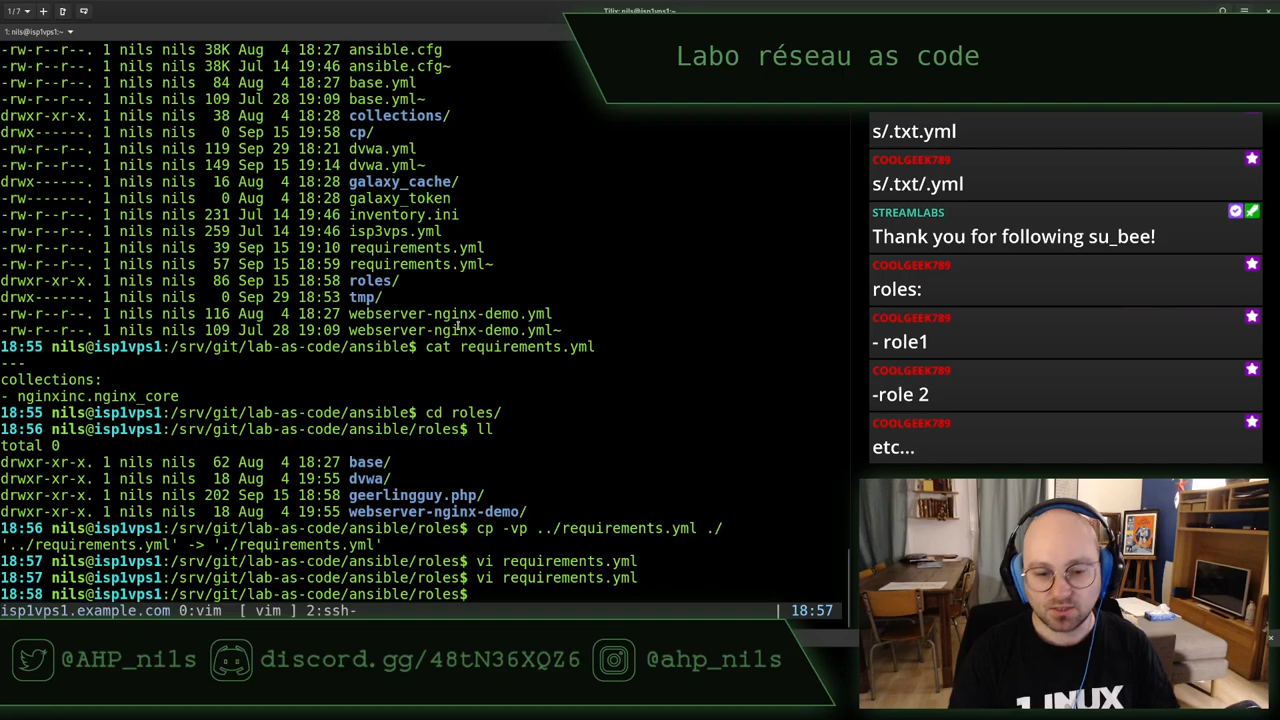 1/7
Tilix: nils@isp1vps1:~
1: nils@isp1vps1:~
-rw-r--r--. 1 nils nils 38K Aug  4 18:27 ansible.cfg
-rw-r--r--. 1 nils nils 38K Jul 14 19:46 ansible.cfg~
-rw-r--r--. 1 nils nils  84 Aug  4 18:27 base.yml
-rw-r--r--. 1 nils nils 109 Jul 28 19:09 base.yml~
drwxr-xr-x. 1 nils nils  38 Aug  4 18:28 collections/
drwx------. 1 nils nils   0 Sep 15 19:58 cp/
-rw-r--r--. 1 nils nils 119 Sep 29 18:21 dvwa.yml
-rw-r--r--. 1 nils nils 149 Sep 15 19:14 dvwa.yml~
drwx------. 1 nils nils  16 Aug  4 18:28 galaxy_cache/
-rw-------. 1 nils nils   0 Aug  4 18:28 galaxy_token
-rw-r--r--. 1 nils nils 231 Jul 14 19:46 inventory.ini
-rw-r--r--. 1 nils nils 259 Jul 14 19:46 isp3vps.yml
-rw-r--r--. 1 nils nils  39 Sep 15 19:10 requirements.yml
-rw-r--r--. 1 nils nils  57 Sep 15 18:59 requirements.yml~
drwxr-xr-x. 1 nils nils  86 Sep 15 18:58 roles/
drwx------. 1 nils nils   0 Sep 29 18:53 tmp/
-rw-r--r--. 1 nils nils 116 Aug  4 18:27 webserver-nginx-demo.yml
-rw-r--r--. 1 nils nils 109 Jul 28 19:09 webserver-nginx-demo.yml~
18:55 nils@isp1vps1:/srv/git/lab-as-code/ansible$ cat requirements.yml
---
collections:
- nginxinc.nginx_core
18:55 nils@isp1vps1:/srv/git/lab-as-code/ansible$ cd roles/
18:56 nils@isp1vps1:/srv/git/lab-as-code/ansible/roles$ ll
total 0
drwxr-xr-x. 1 nils nils  62 Aug  4 18:27 base/
drwxr-xr-x. 1 nils nils  18 Aug  4 19:55 dvwa/
drwxr-xr-x. 1 nils nils 202 Sep 15 18:58 geerlingguy.php/
drwxr-xr-x. 1 nils nils  18 Aug  4 19:55 webserver-nginx-demo/
18:56 nils@isp1vps1:/srv/git/lab-as-code/ansible/roles$ cp -vp ../requirements.yml ./
'../requirements.yml' -> './requirements.yml'
18:57 nils@isp1vps1:/srv/git/lab-as-code/ansible/roles$ vi requirements.yml
18:57 nils@isp1vps1:/srv/git/lab-as-code/ansible/roles$ vi requirements.yml
18:58 nils@isp1vps1:/srv/git/lab-as-code/ansible/roles$
isp1vps1.example.com 0:vim  [ vim ] 2:ssh- | 18:57
Labo réseau as code
s/.txt.yml
COOLGEEK789
s/.txt/.yml
STREAMLABS
Thank you for following su_bee!
COOLGEEK789
roles:
COOLGEEK789
- role1
COOLGEEK789
-role 2
COOLGEEK789
etc...
LINUX
@AHP_nils
discord.gg/48tN36XQZ6
@ahp_nils